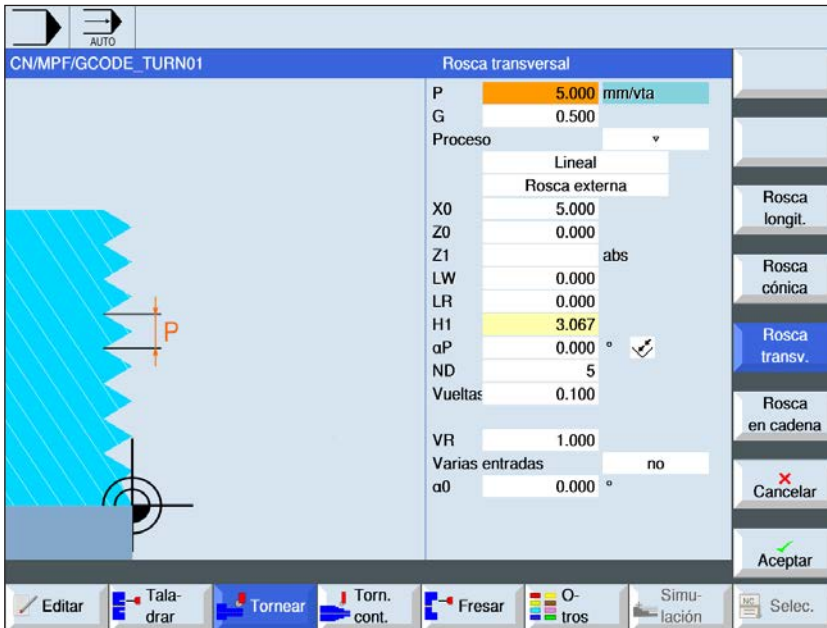 AUTO
CN/MPF/GCODE_TURN01
Rosca transversal
P 5.000 mm/vta
G 0.500
Proceso ▿
Lineal
Rosca externa
X0 5.000
Z0 0.000
Z1 abs
LW 0.000
LR 0.000
H1 3.067
αP 0.000 °
ND 5
Vueltas 0.100
VR 1.000
Varias entradas no
α0 0.000 °
P
Rosca
longit.
Rosca
cónica
Rosca
transv.
Rosca
en cadena
Cancelar
Aceptar
Editar
Tala-
drar
Tornear
Torn.
cont.
Fresar
O-
tros
Simu-
lación
NC
Selec.